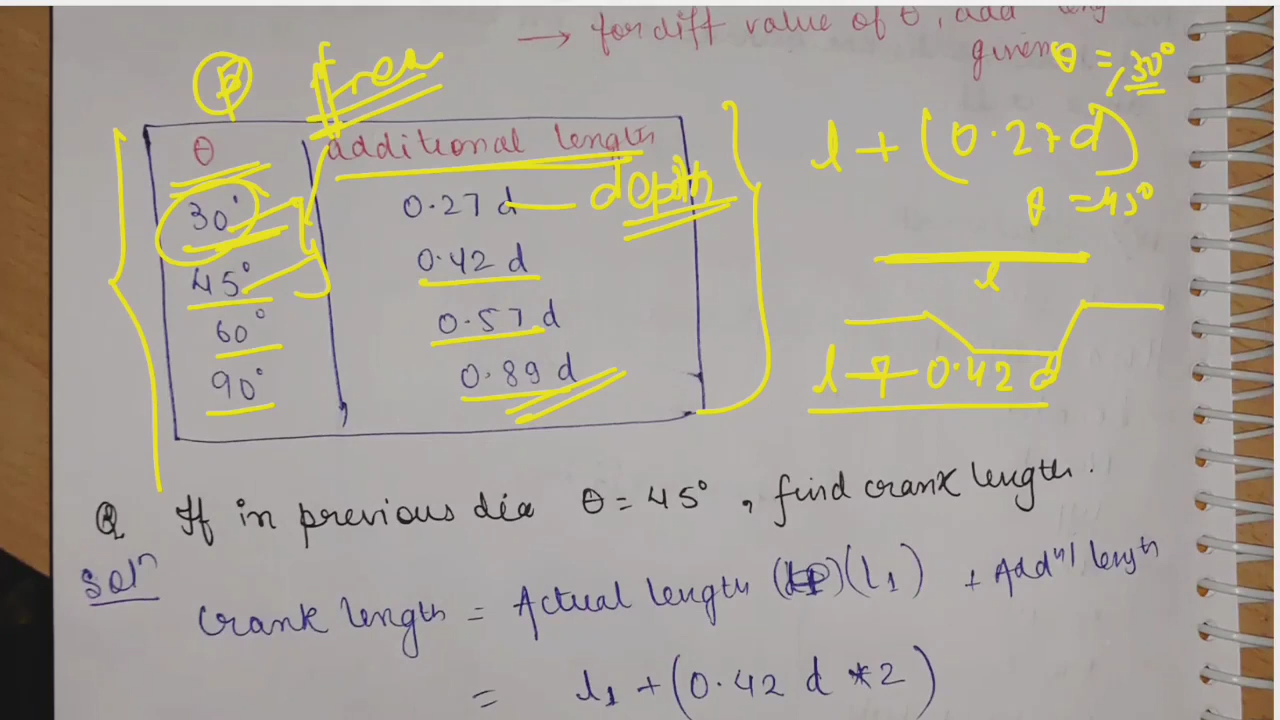 → for diff value of θ, add
given
θ = 30°
θ additional length
30° 0.27 d depth
45° 0.42 d
60° 0.57 d
90° 0.89 d
l + (0.27 d)
θ = 45°
l
l + 0.42 d
Q If in previous dia θ = 45°, find crank length.
Solⁿ
Crank length = Actual length (l₁) + Addⁿl length
= l₁ + (0.42 d *2)